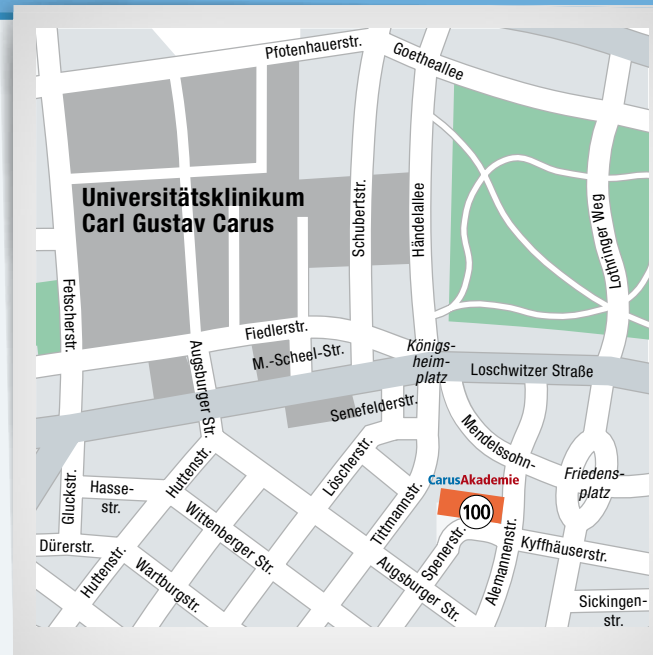 Pfotenhauerstr.
Goetheallee
Universitätsklinikum
Carl Gustav Carus
Schubertstr.
Händelallee
Lothringer Weg
Fetscherstr.
Fiedlerstr.
M.-Scheel-Str.
Augsburger Str.
Königs-
heim-
platz
Loschwitzer Straße
Senefelderstr.
Mendelssohn-
Löscherstr.
Huttenstr.
CarusAkademie
Friedens-
platz
Gluckstr.
Hasse-
str.
Tittmannstr.
100
Wittenberger Str.
Dürerstr.
Huttenstr.
Wartburgstr.
Augsburger Str.
Spenerstr.
Alemannenstr.
Kyffhäuserstr.
Sickingen-
str.